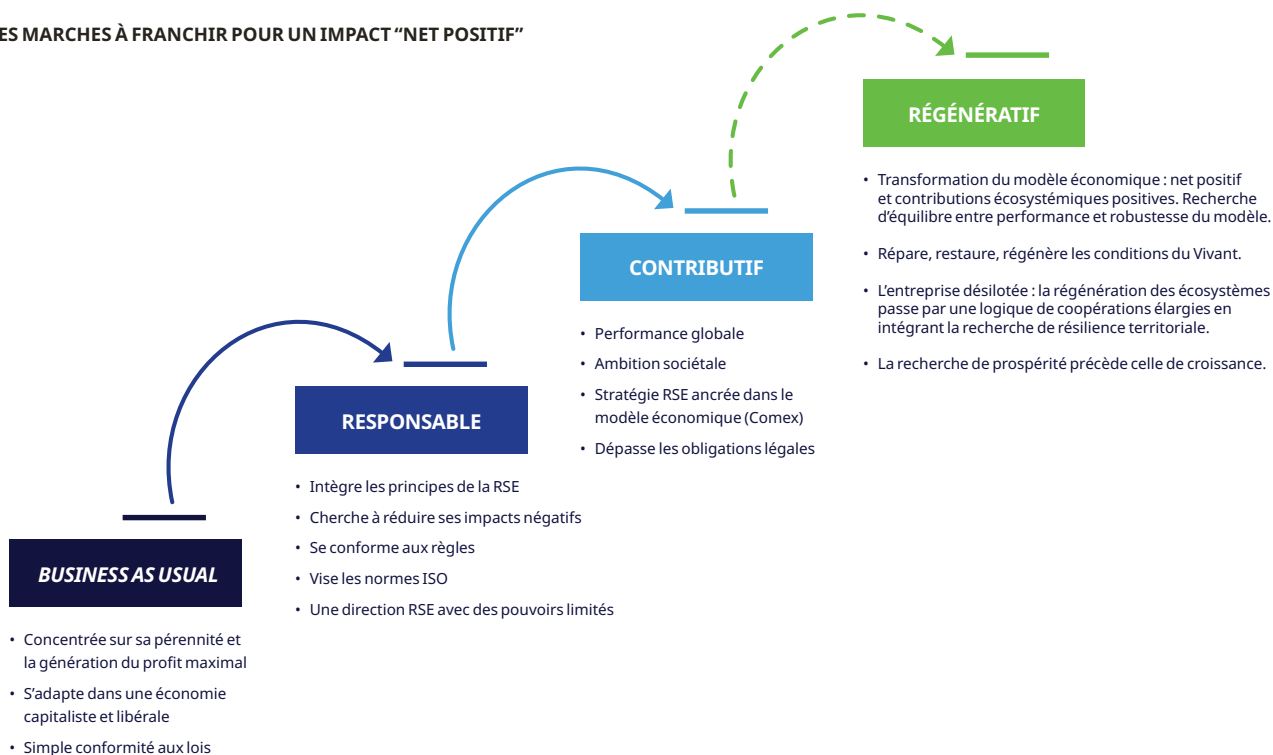 ES MARCHES À FRANCHIR POUR UN IMPACT “NET POSITIF”
RÉGÉNÉRATIF
• Transformation du modèle économique : net positif
et contributions écosystémiques positives. Recherche
d’équilibre entre performance et robustesse du modèle.
• Répare, restaure, régénère les conditions du Vivant.
• L’entreprise désilotée : la régénération des écosystèmes
passe par une logique de coopérations élargies en
intégrant la recherche de résilience territoriale.
• La recherche de prospérité précède celle de croissance.
CONTRIBUTIF
• Performance globale
• Ambition sociétale
• Stratégie RSE ancrée dans le
modèle économique (Comex)
• Dépasse les obligations légales
RESPONSABLE
• Intègre les principes de la RSE
• Cherche à réduire ses impacts négatifs
• Se conforme aux règles
• Vise les normes ISO
• Une direction RSE avec des pouvoirs limités
BUSINESS AS USUAL
• Concentrée sur sa pérennité et
la génération du profit maximal
• S’adapte dans une économie
capitaliste et libérale
• Simple conformité aux lois